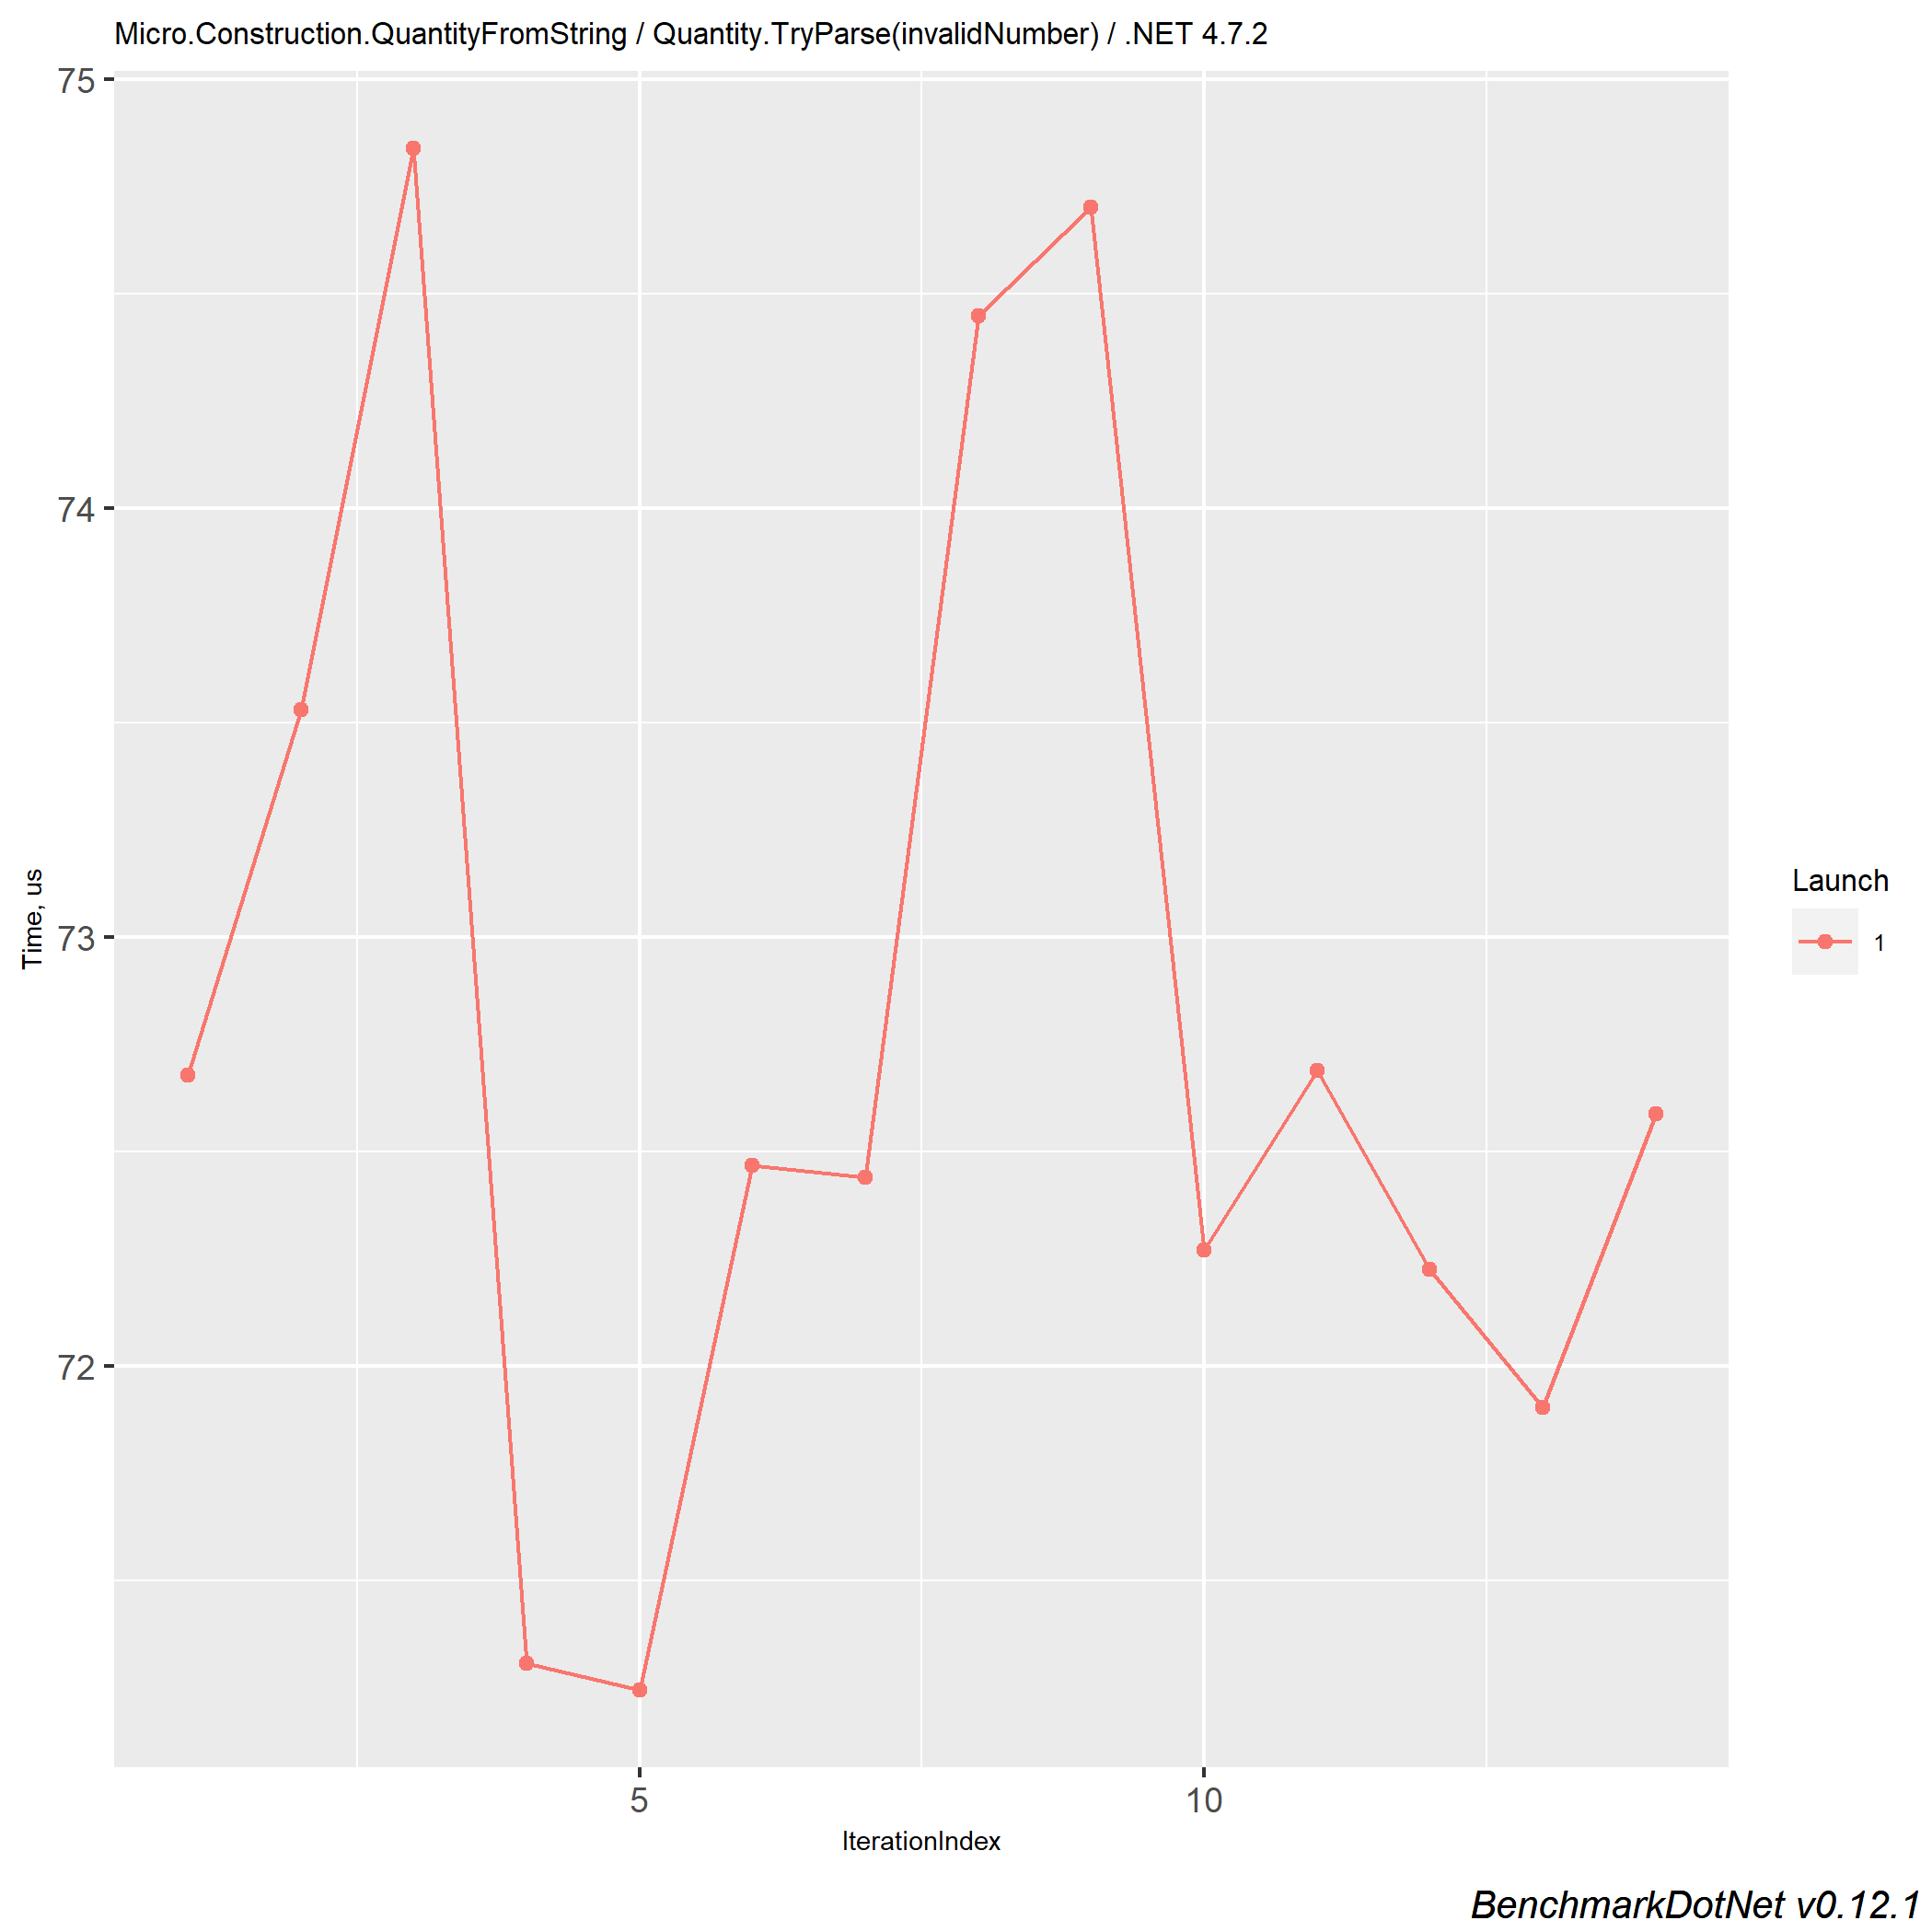 Micro.Construction.QuantityFromString / Quantity.TryParse(invalidNumber) / .NET 4.7.2
75
74
73
72
Time, us
5
10
IterationIndex
Launch
1
BenchmarkDotNet v0.12.1